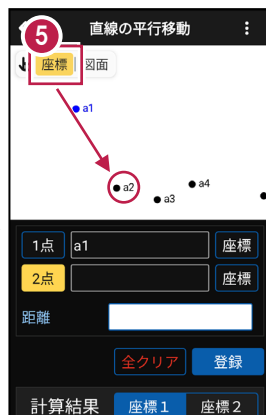 直線の平行移動
5
座標 図面
a1
a2
a4
a3
1点 a1 座標
2点 座標
距離
全クリア 登録
計算結果 座標1 座標2